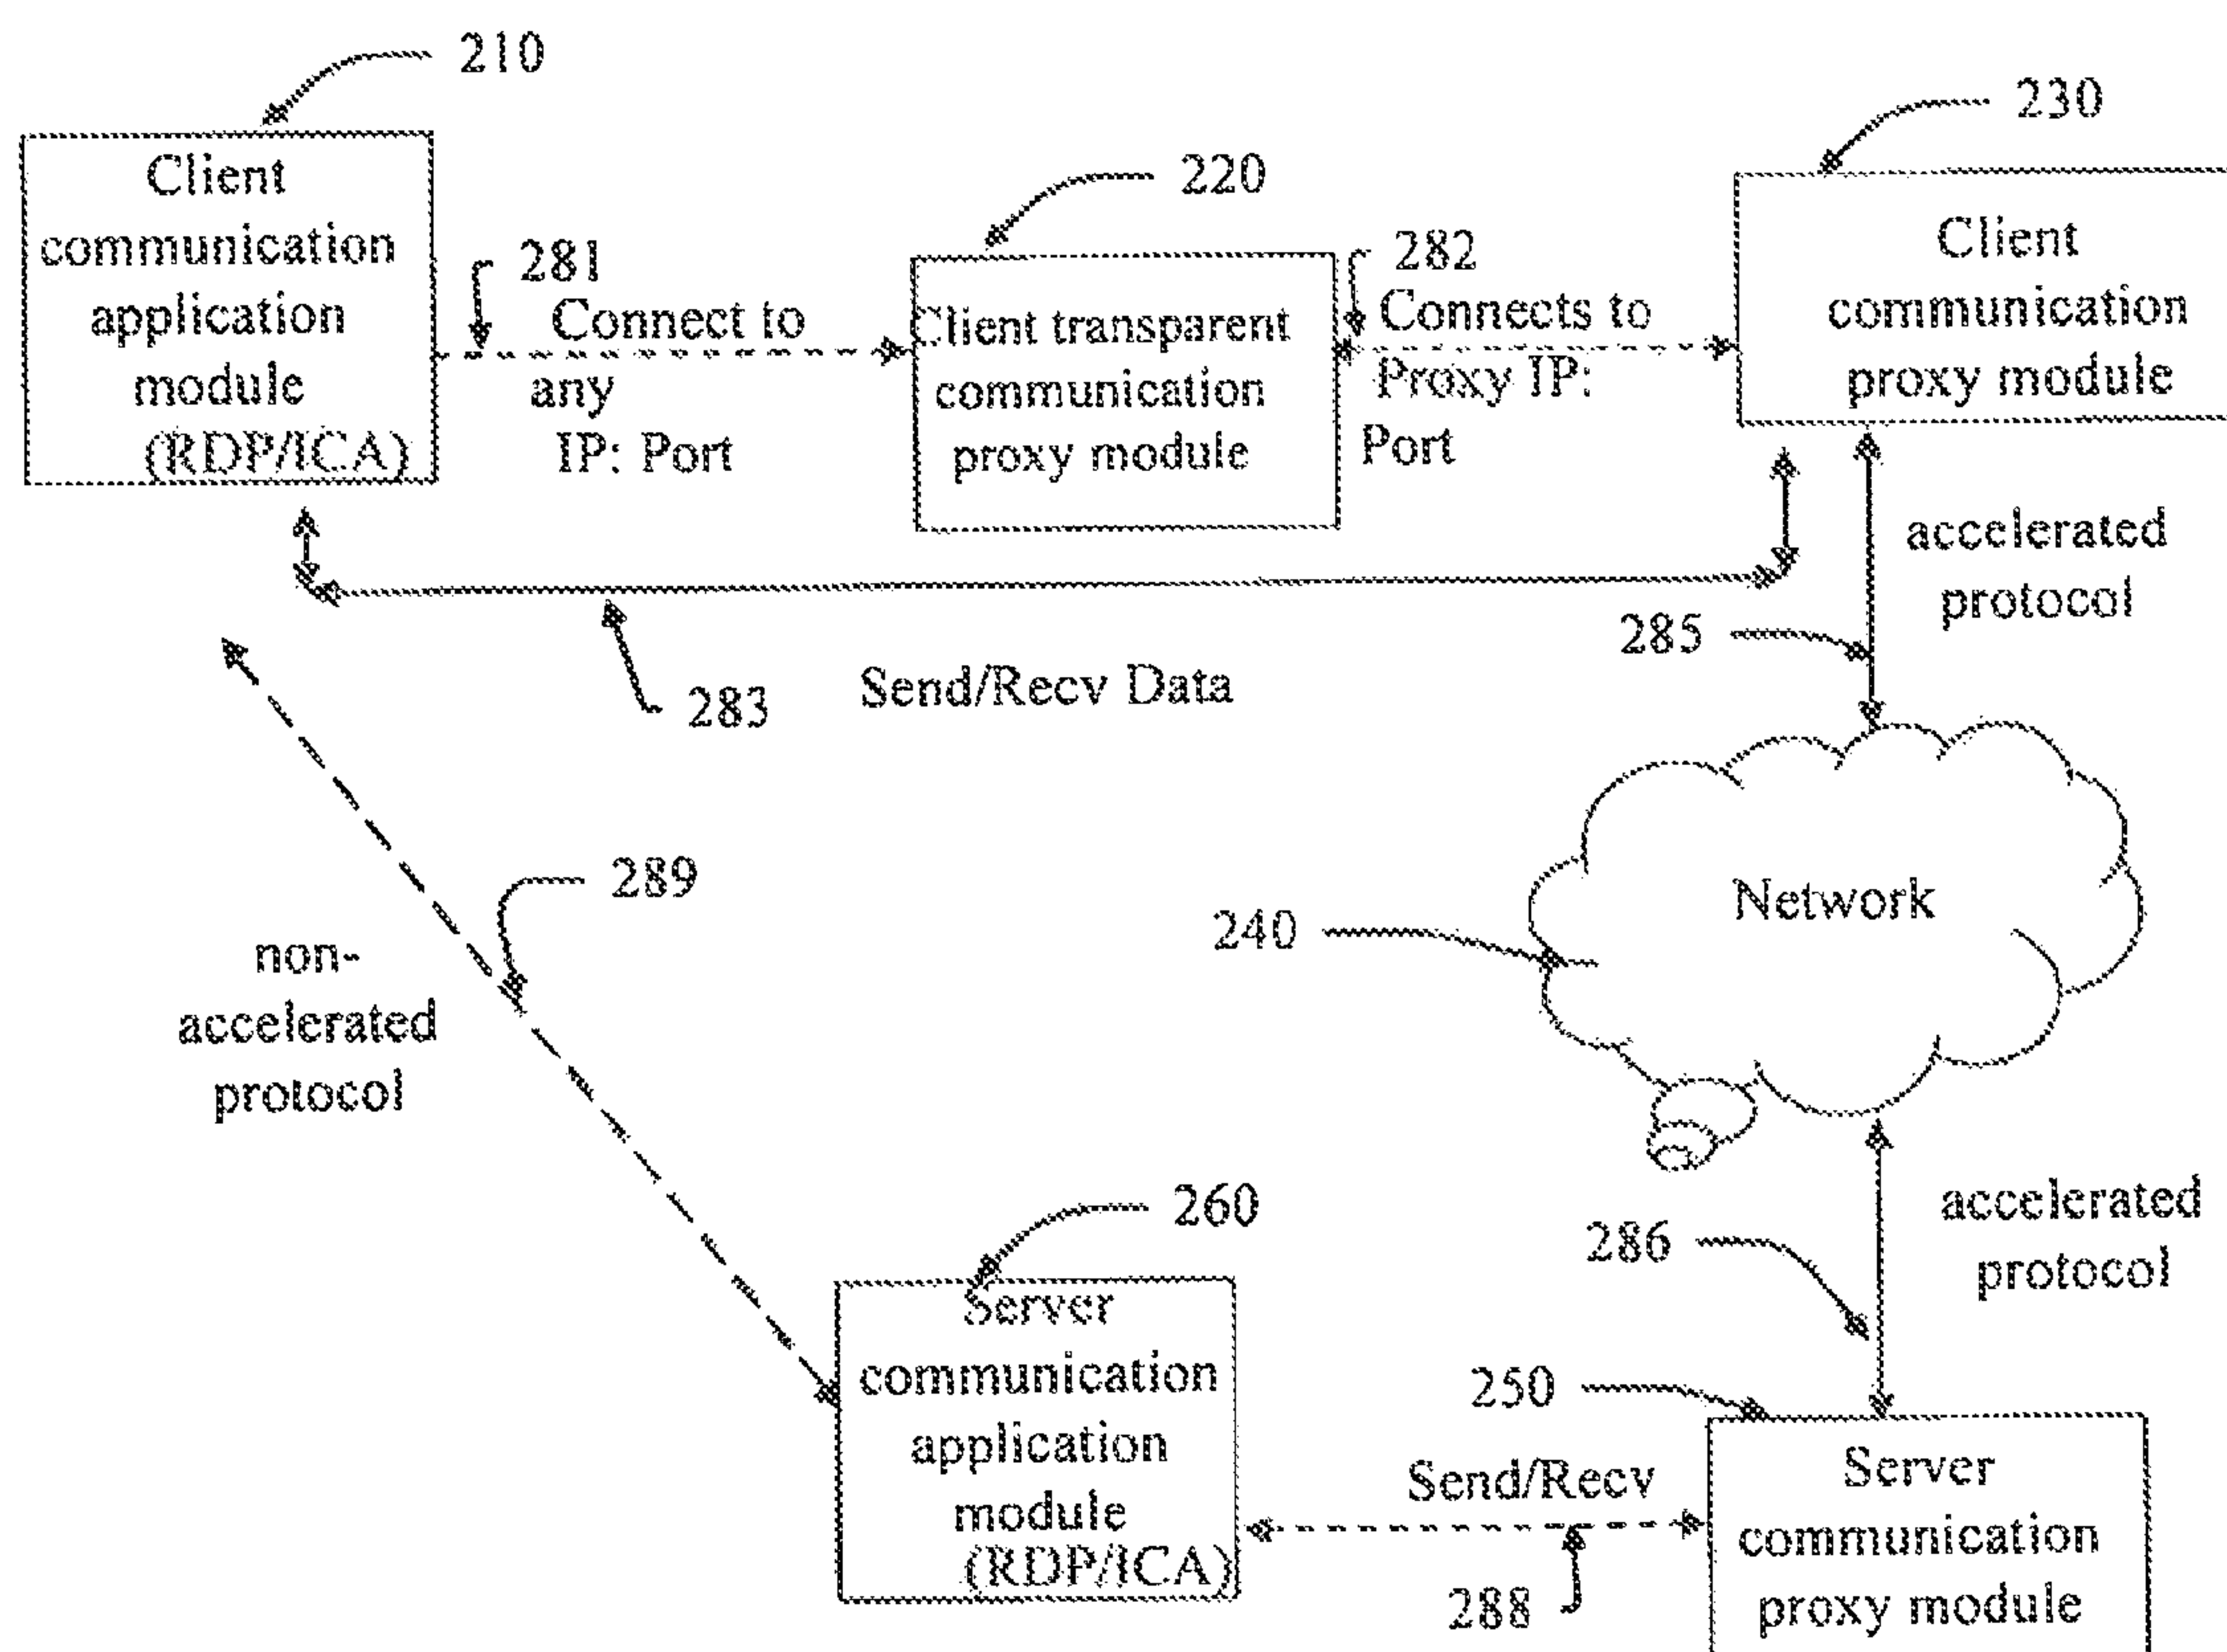 210
230
Client
communication
application
module
(RDP/ICA)
220
281
Connect to
any
IP: Port
Client transparent
communication
proxy module
282
Connects to
Proxy IP:
Port
Client
communication
proxy module
accelerated
protocol
285
283
Send/Recv Data
289
non-
accelerated
protocol
240
Network
260
286
accelerated
protocol
Server
communication
application
module
(RDP/ICA)
250
Send/Recv
288
Server
communication
proxy module